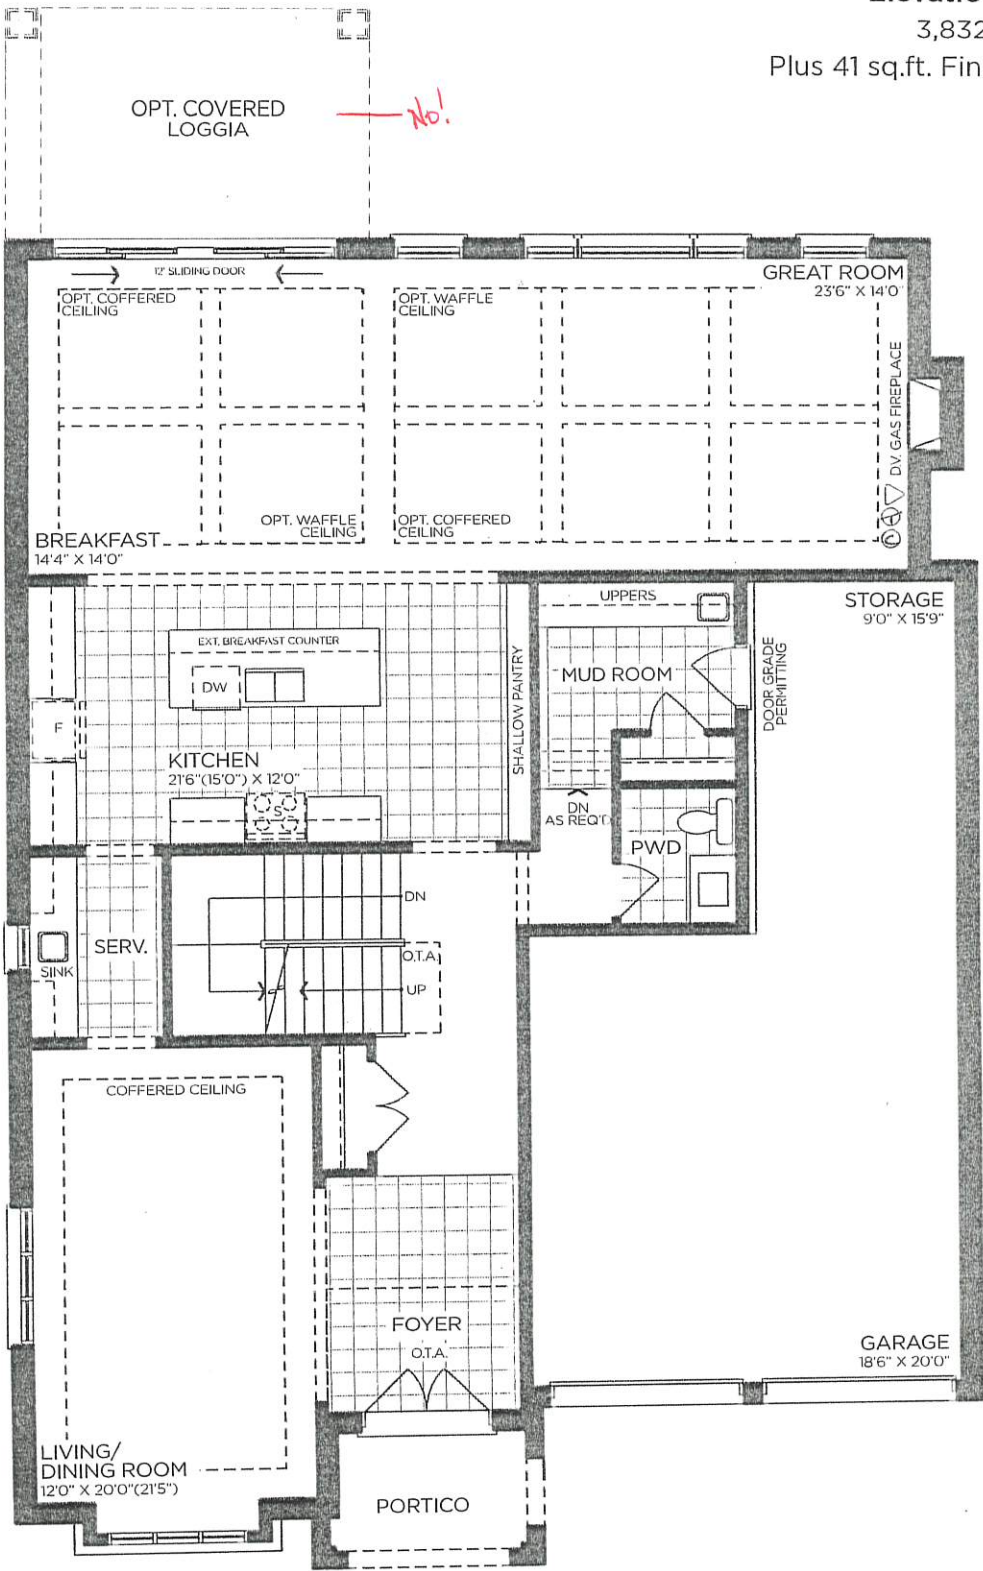 3,832
Plus 41 sq.ft. Fin
OPT. COVERED
LOGGIA
No!
12' SLIDING DOOR
OPT. COFFERED
CEILING
OPT. WAFFLE
CEILING
GREAT ROOM
23'6" X 14'0"
D.V. GAS FIREPLACE
OPT. WAFFLE
CEILING
OPT. COFFERED
CEILING
BREAKFAST
14'4" X 14'0"
UPPERS
STORAGE
9'0" X 15'9"
EXT. BREAKFAST COUNTER
DW
MUD ROOM
DOOR GRADE
PERMITTING
SHALLOW PANTRY
F
KITCHEN
21'6"(15'0") X 12'0"
S
DN
AS REQ'T.
PWD
DN
SERV.
O.T.A.
SINK
UP
COFFERED CEILING
FOYER
O.T.A.
GARAGE
18'6" X 20'0"
LIVING/
DINING ROOM
12'0" X 20'0"(21'5")
PORTICO